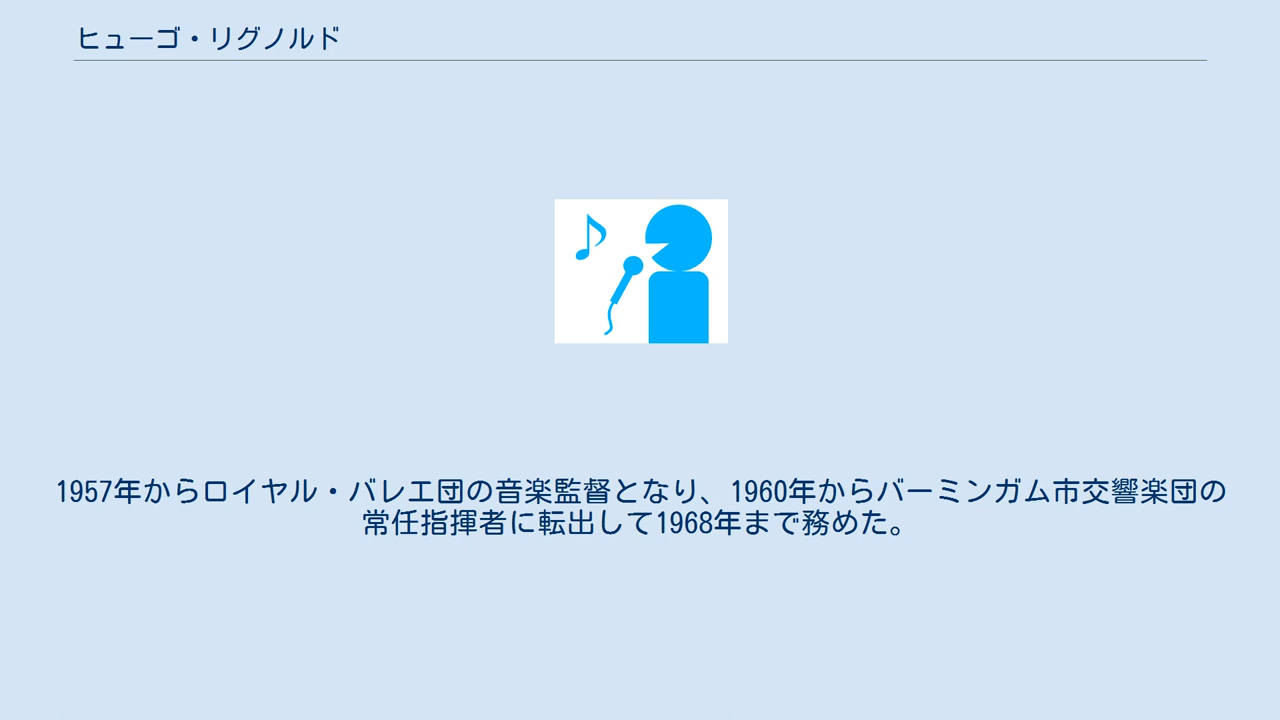 ヒューゴ・リグノルド
1957年からロイヤル・バレエ団の音楽監督となり、1960年からバーミンガム市交響楽団の
常任指揮者に転出して1968年まで務めた。